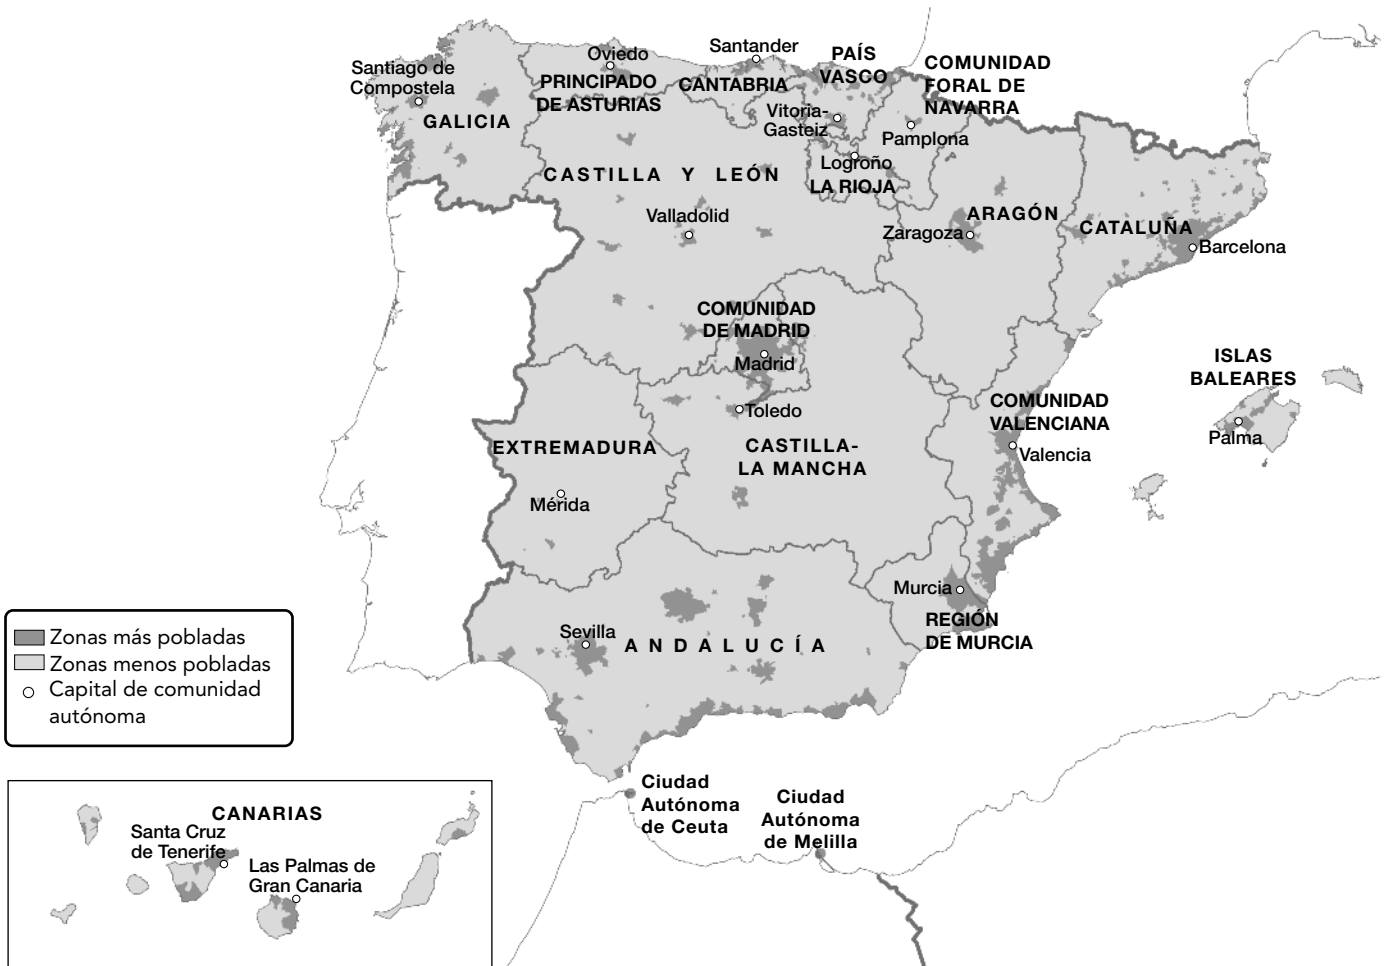 Oviedo
Santander
PAÍS
VASCO
COMUNIDAD
FORAL DE
NAVARRA
Santiago de
Compostela
PRINCIPADO
DE ASTURIAS
CANTABRIA
GALICIA
Vitoria-
Gasteiz
Pamplona
Logroño
LA RIOJA
CASTILLA Y LEÓN
Valladolid
ARAGÓN
Zaragoza
CATALUÑA
Barcelona
COMUNIDAD
DE MADRID
Madrid
ISLAS
BALEARES
Palma
Toledo
COMUNIDAD
VALENCIANA
Valencia
EXTREMADURA
CASTILLA-
LA MANCHA
Mérida
Murcia
REGIÓN
DE MURCIA
Sevilla
ANDALUCÍA
Zonas más pobladas
Zonas menos pobladas
Capital de comunidad
autónoma
Ciudad
Autónoma
de Ceuta
Ciudad
Autónoma
de Melilla
CANARIAS
Santa Cruz
de Tenerife
Las Palmas de
Gran Canaria